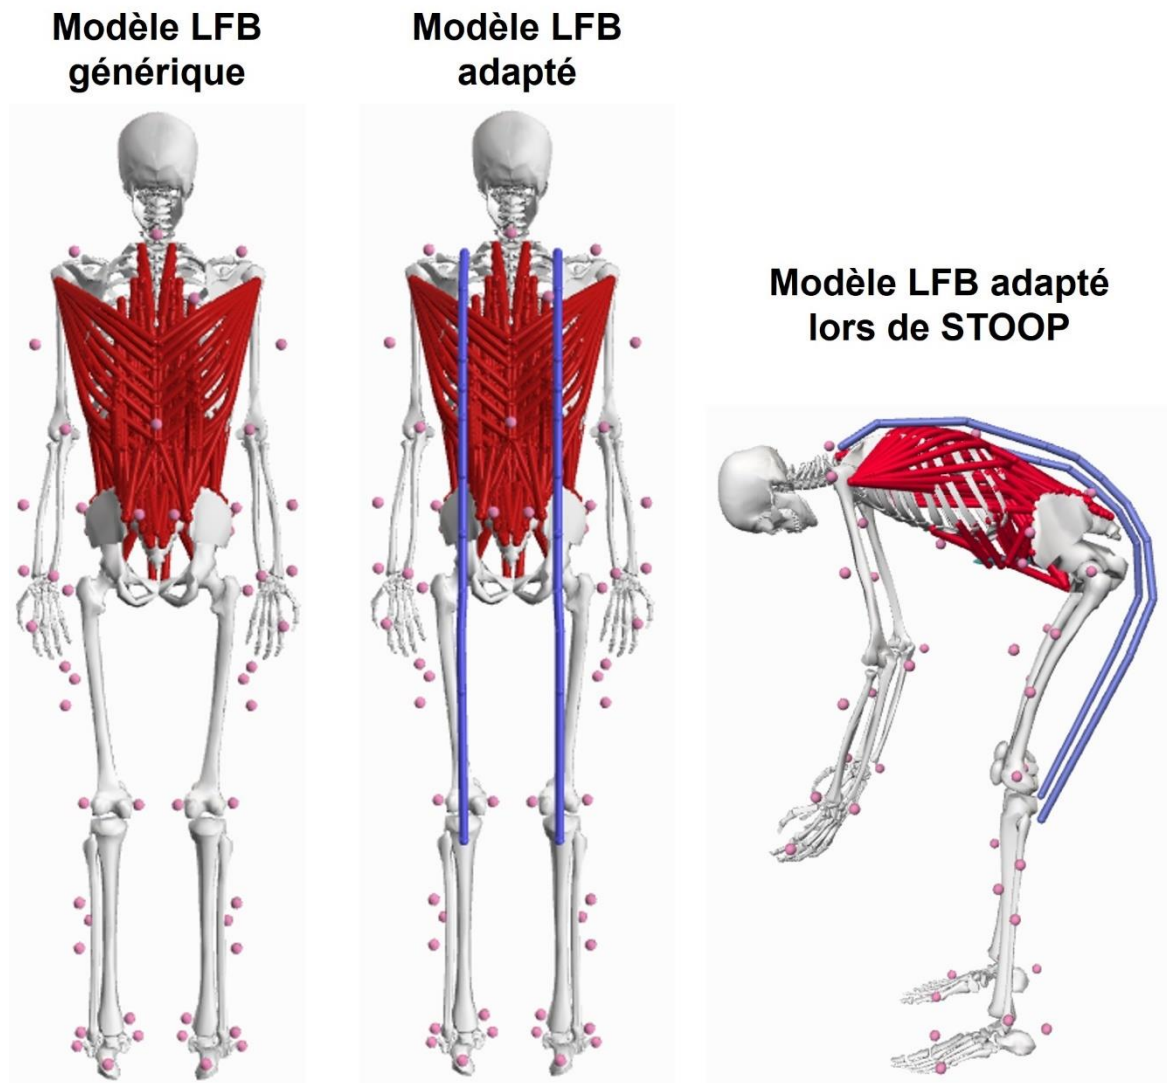 Modèle LFB
générique
Modèle LFB
adapté
Modèle LFB adapté
lors de STOOP